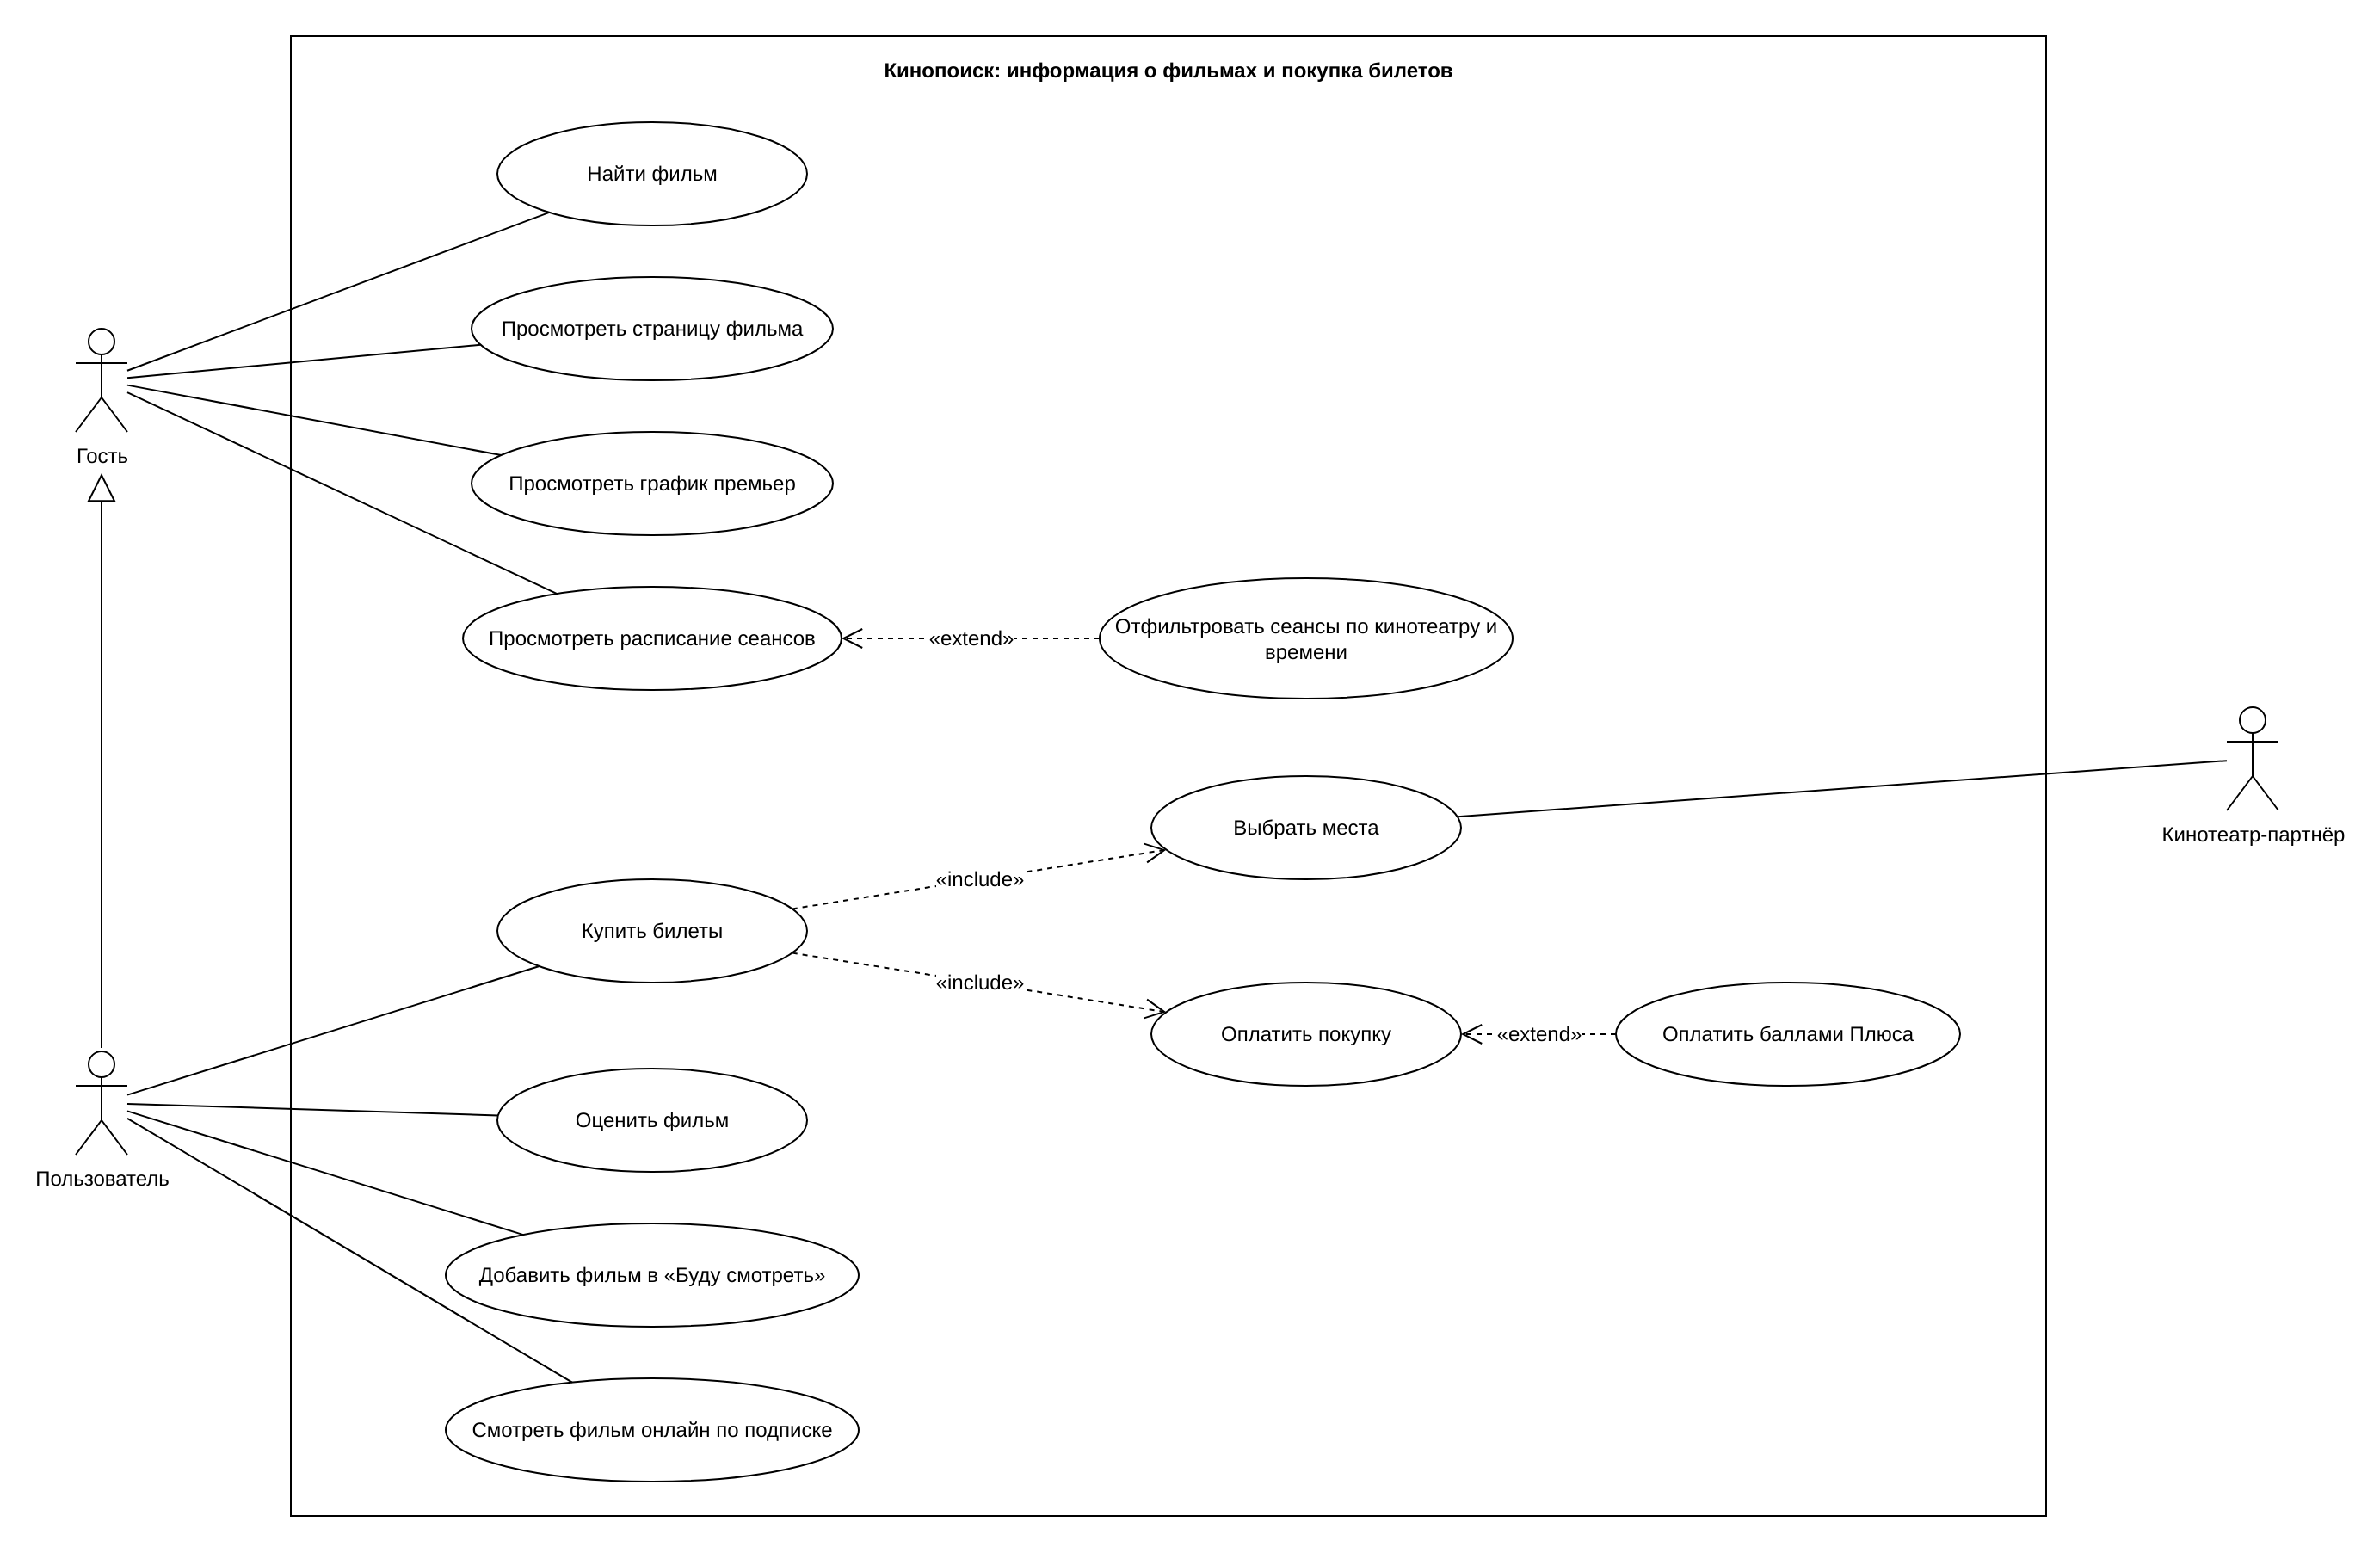 Кинопоиск: информация о фильмах и покупка билетов
Найти фильм
Просмотреть страницу фильма
Гость
Просмотреть график премьер
Просмотреть расписание сеансов
«extend»
Отфильтровать сеансы по кинотеатру и
времени
Выбрать места
Кинотеатр-партнёр
«include»
Купить билеты
«include»
Оплатить покупку
«extend»
Оплатить баллами Плюса
Оценить фильм
Пользователь
Добавить фильм в «Буду смотреть»
Смотреть фильм онлайн по подписке